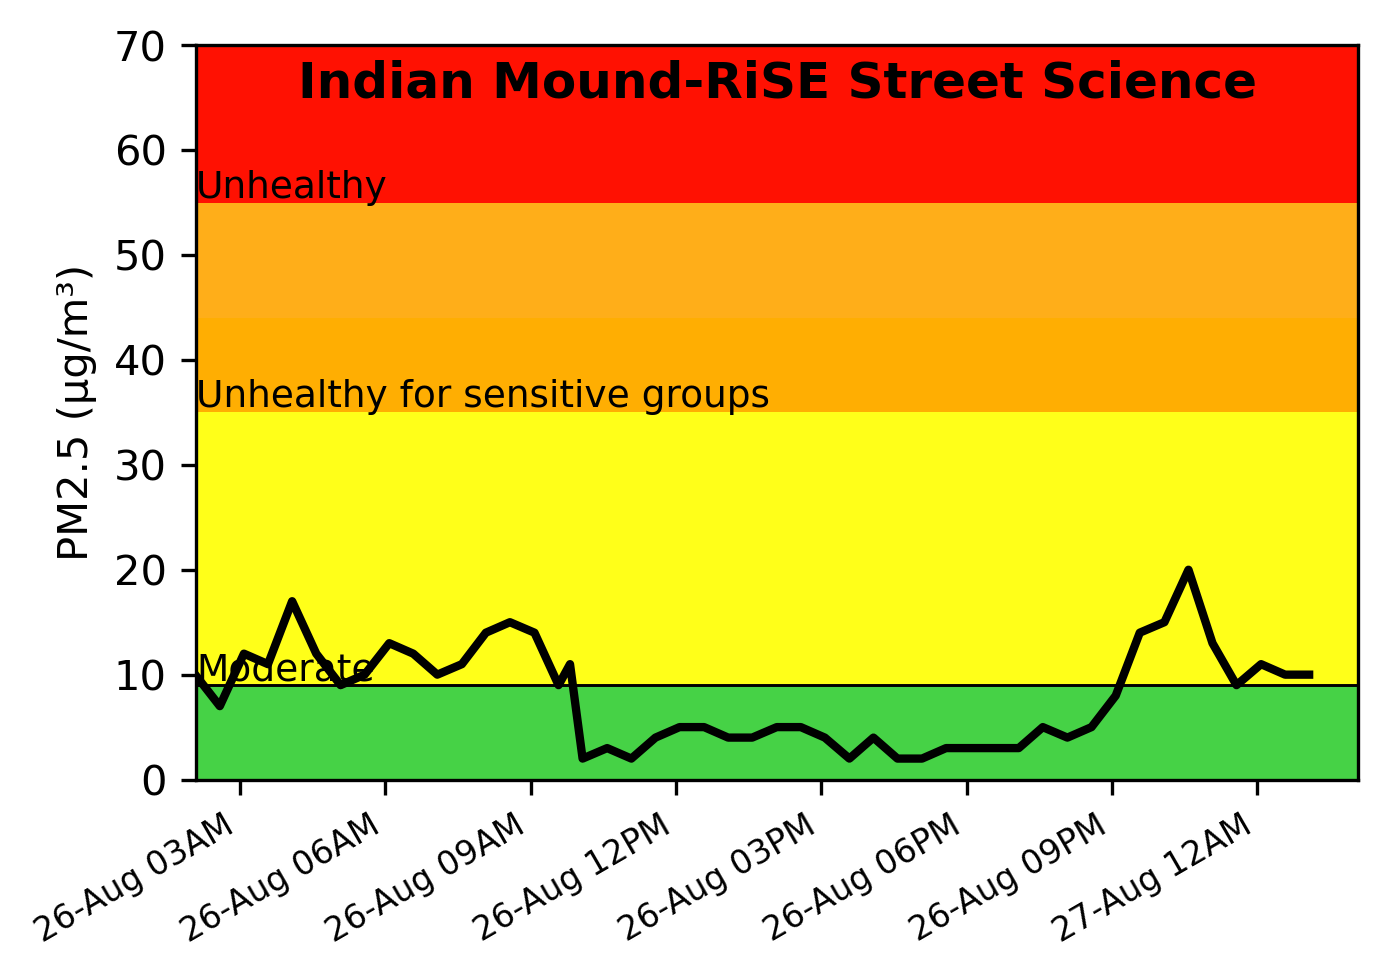 Indian Mound-RiSE Street Science
70
60
50
40
30
20
10
0
PM2.5 (µg/m³)
Unhealthy
Unhealthy for sensitive groups
Moderate
26-Aug 03AM
26-Aug 06AM
26-Aug 09AM
26-Aug 12PM
26-Aug 03PM
26-Aug 06PM
26-Aug 09PM
27-Aug 12AM